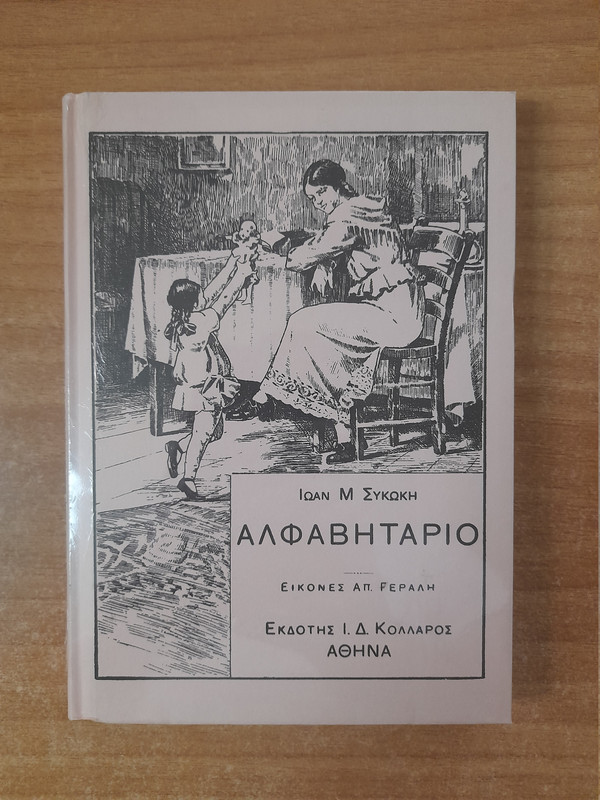 ΙΩΑΝ Μ ΣΥΚΩΚΗ
ΑΛΦΑΒΗΤΑΡΙΟ
ΕΙΚΟΝΕΣ ΑΠ. ΓΕΡΑΛΗ
ΕΚΔΟΤΗΣ Ι. Δ. ΚΟΛΛΑΡΟΣ
ΑΘΗΝΑ